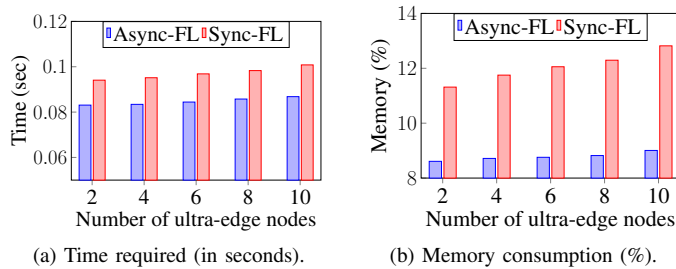 Async-FL Sync-FL
0.12
0.1
0.08
0.06
Time (sec)
2 4 6 8 10
Number of ultra-edge nodes
(a) Time required (in seconds).
Async-FL Sync-FL
14
12
10
8
Memory (%)
2 4 6 8 10
Number of ultra-edge nodes
(b) Memory consumption (%).